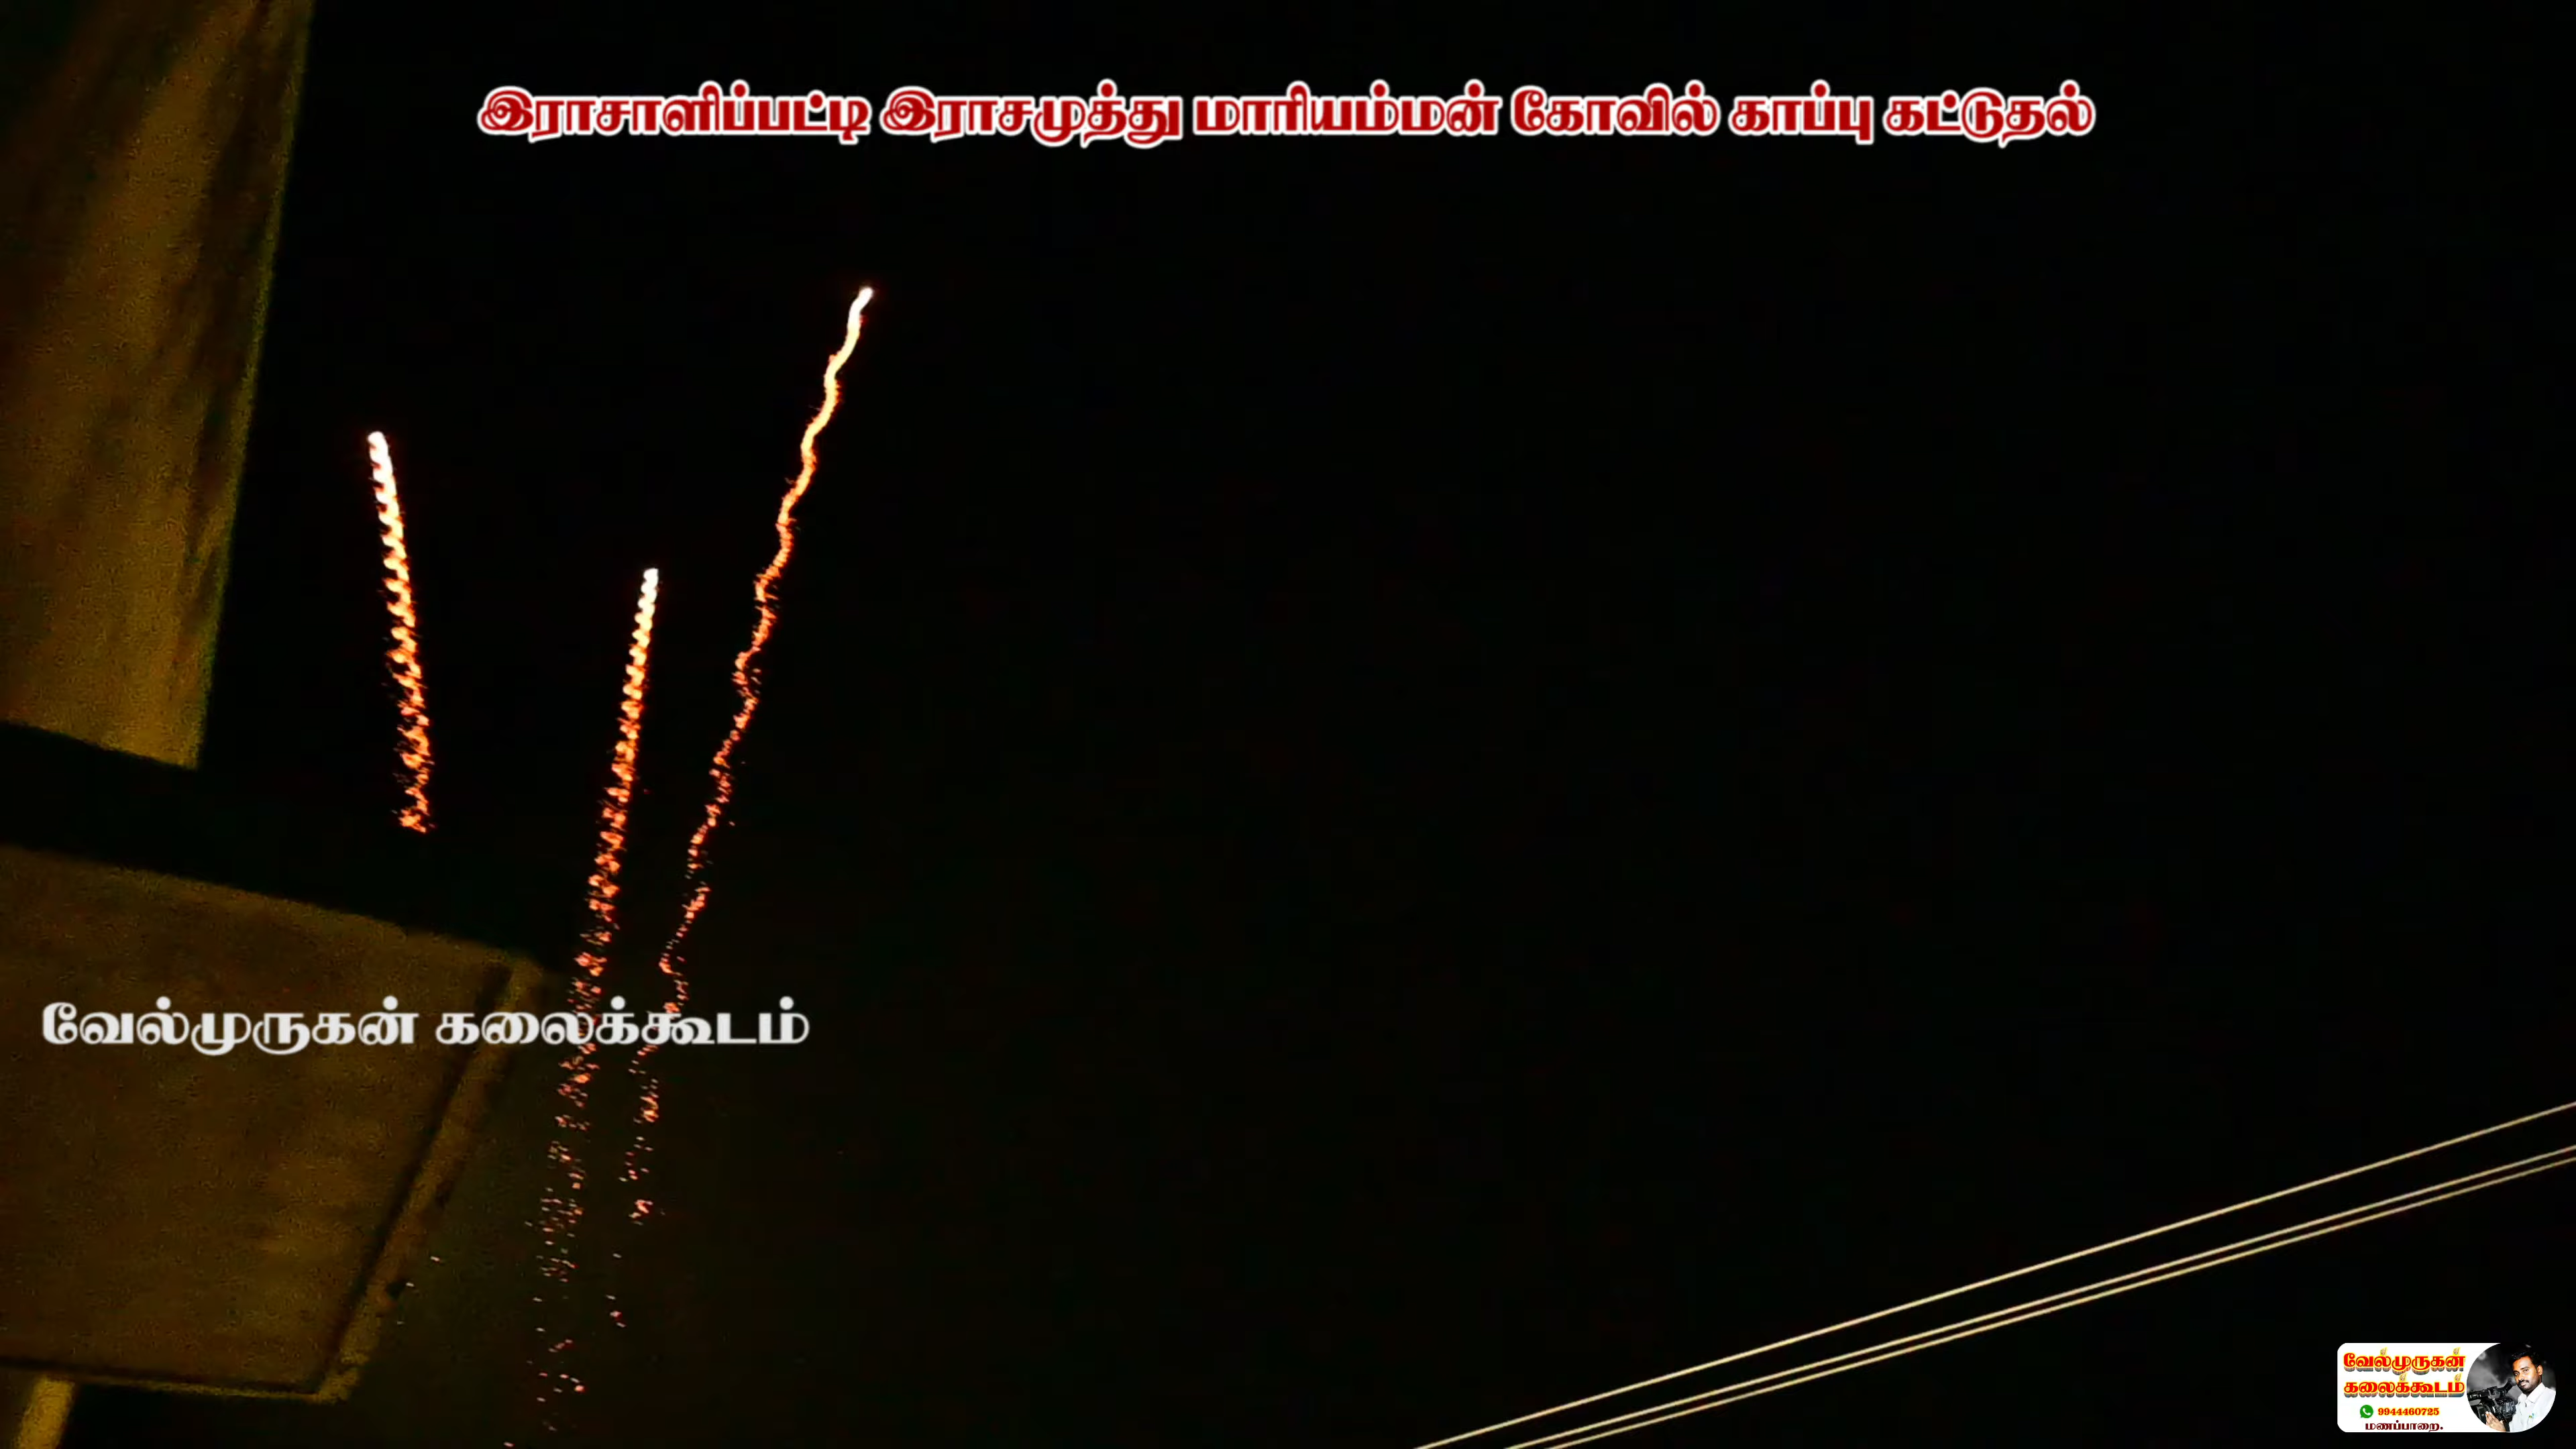 இராசாளிப்பட்டி இராசமுத்து மாரியம்மன் கோவில் காப்பு கட்டுதல்
வேல்முருகன் கலைக்கூடம்
வேல்முருகன்
கலைக்கூடம்
9944460725
மணப்பாறை.